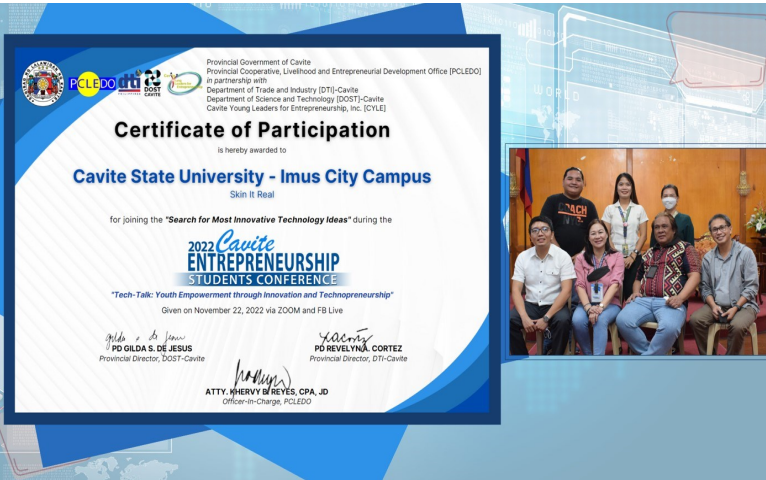 Provincial Government of Cavite
Provincial Cooperative, Livelihood and Entrepreneurial Development Office [PCLEDO]
in partnership with
Department of Trade and Industry [DTI]-Cavite
Department of Science and Technology [DOST]-Cavite
Cavite Young Leaders for Entrepreneurship, Inc. [CYLE]
PCLEDO
dti
PHILIPPINES
DOST
CAVITE
Certificate of Participation
is hereby awarded to
Cavite State University - Imus City Campus
Skin It Real
for joining the "Search for Most Innovative Technology Ideas" during the
2022 Cavite
ENTREPRENEURSHIP
STUDENTS CONFERENCE
"Tech-Talk: Youth Empowerment through Innovation and Technopreneurship"
Given on November 22, 2022 via ZOOM and FB Live
PD GILDA S. DE JESUS
Provincial Director, DOST-Cavite
PD REVELYN A. CORTEZ
Provincial Director, DTI-Cavite
ATTY. KHERVY B. REYES, CPA, JD
Officer-In-Charge, PCLEDO
WORLD